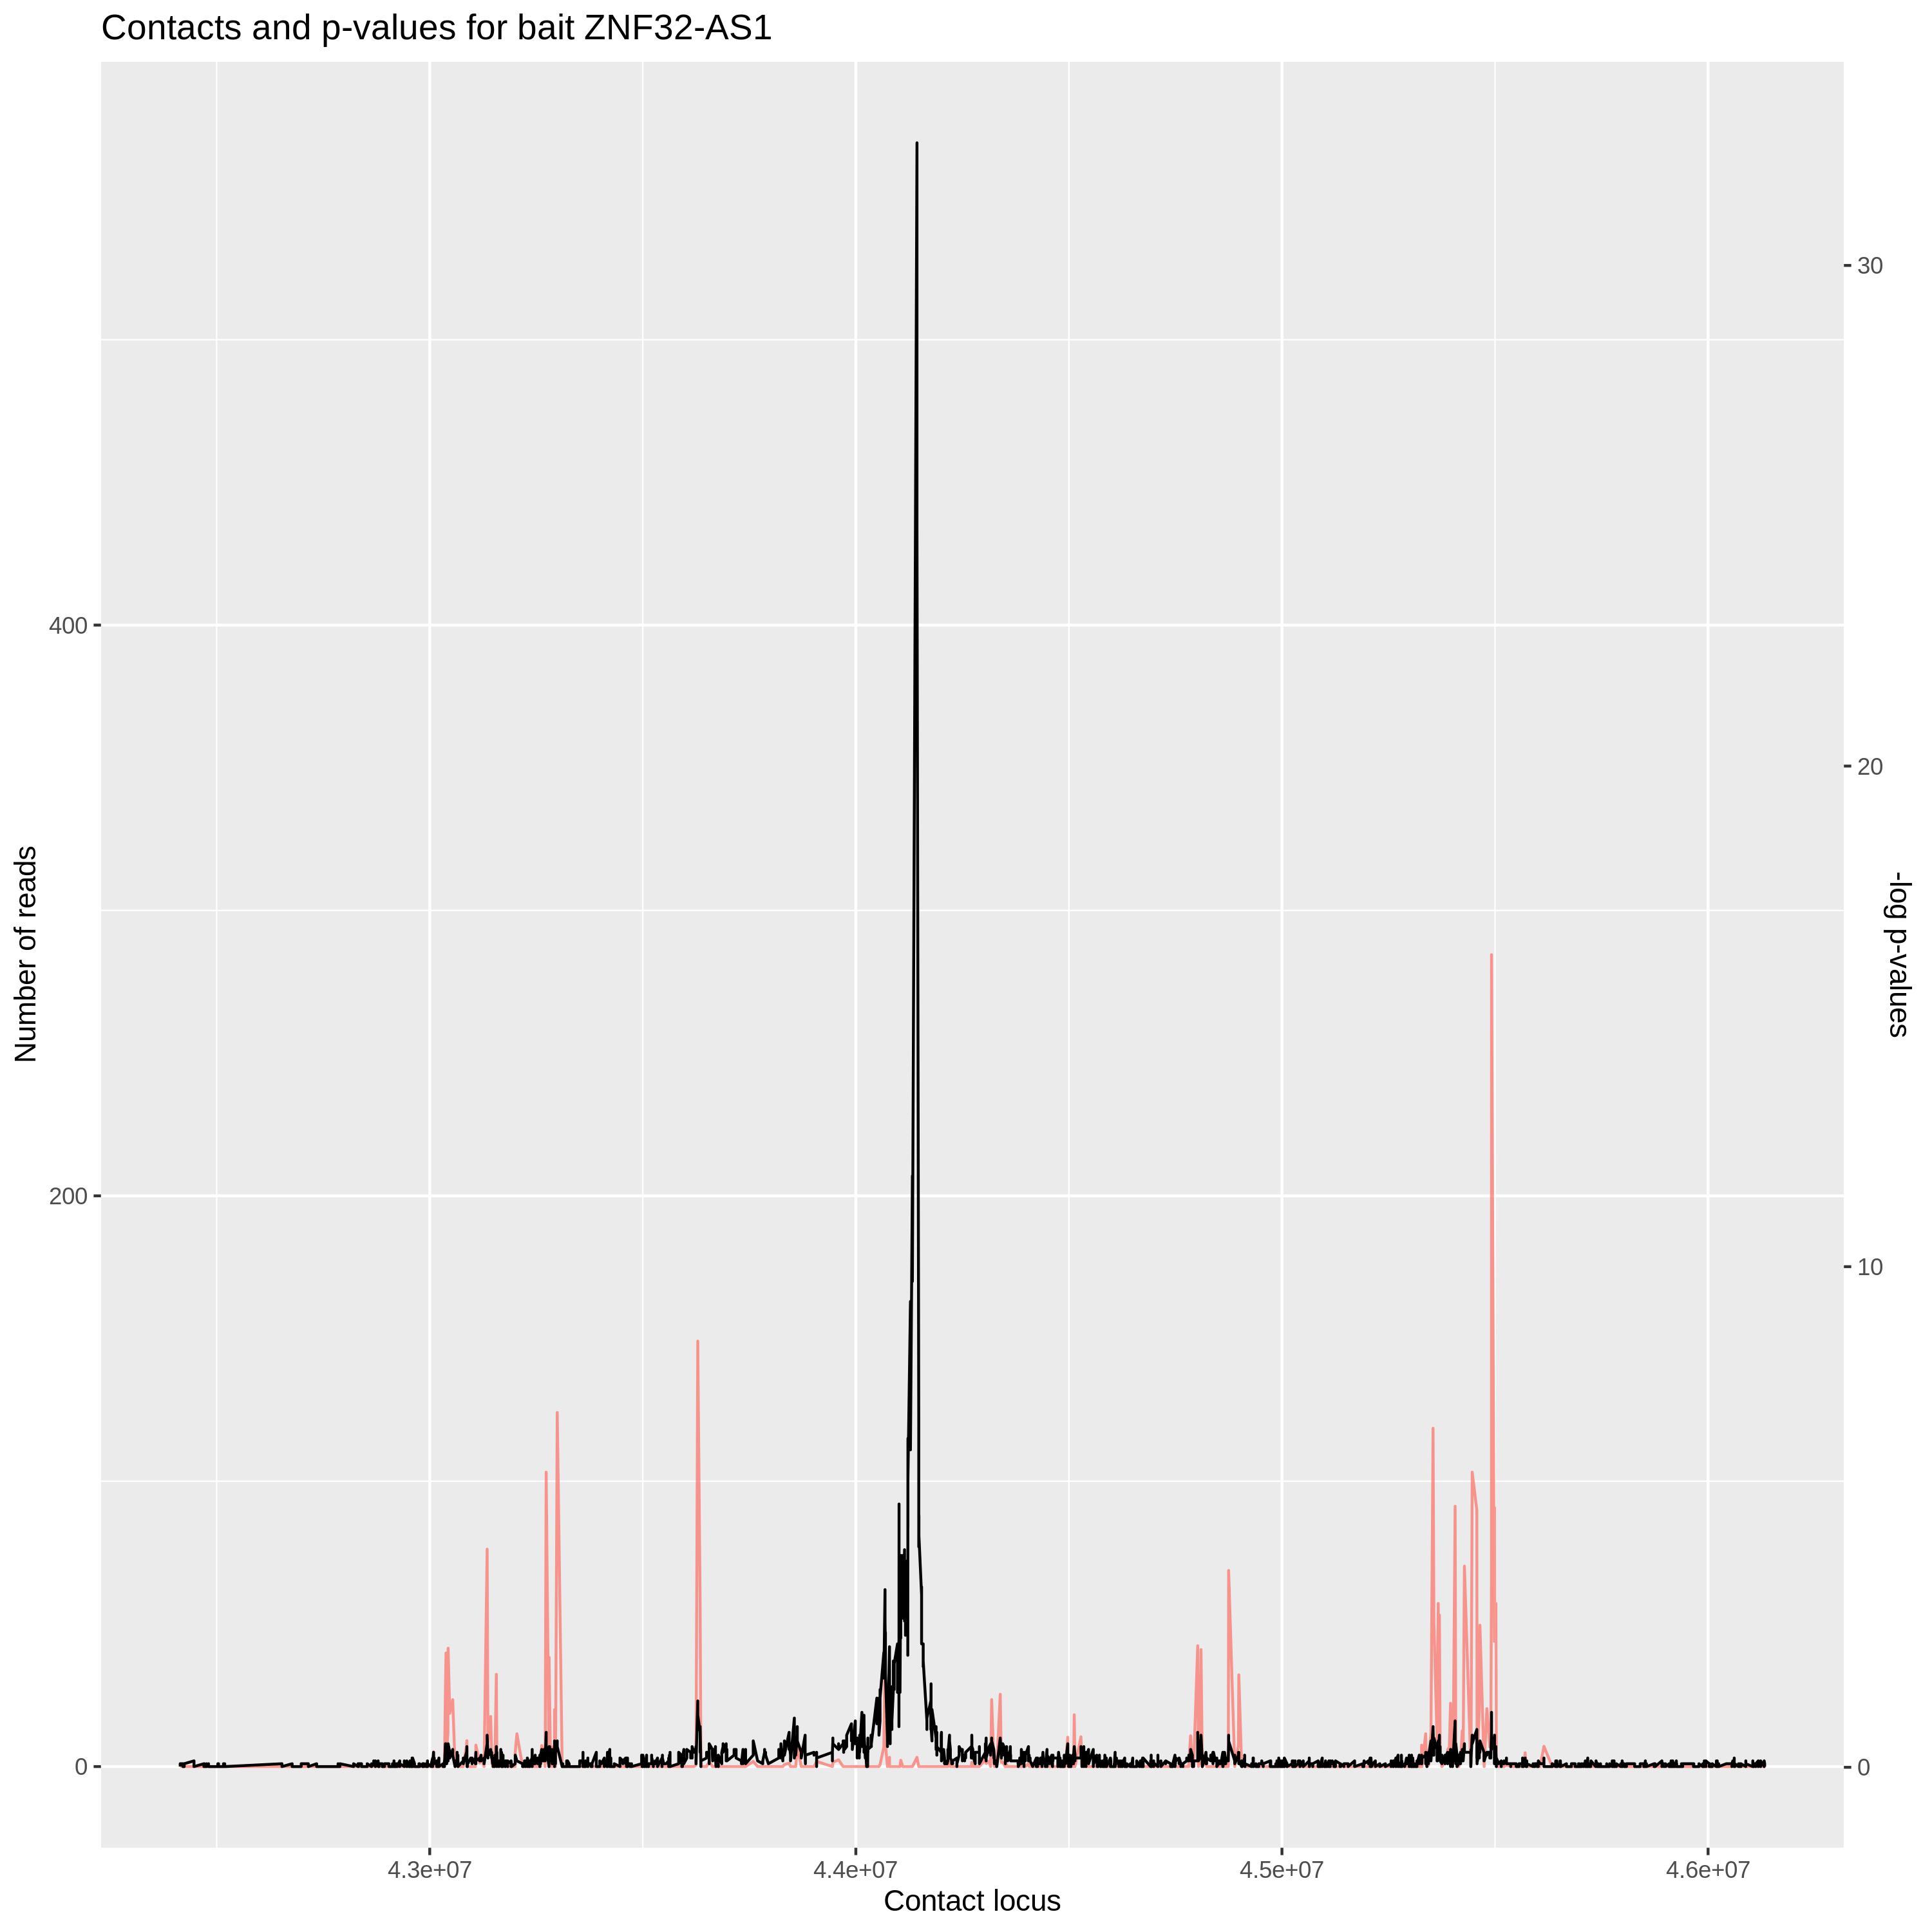 Contacts and p-values for bait ZNF32-AS1
Number of reads
400
200
0
30
20
10
0
-log p-values
4.3e+07
4.4e+07
4.5e+07
4.6e+07
Contact locus